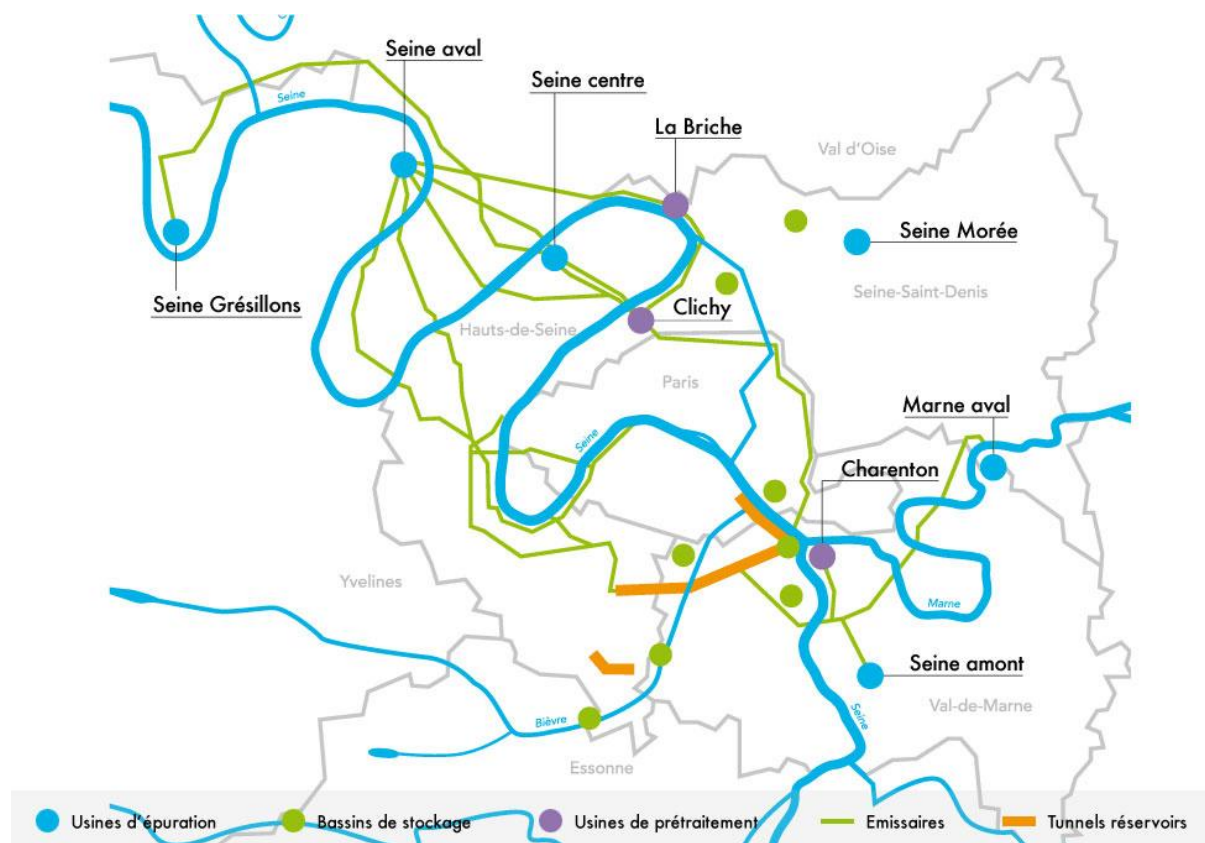 Seine aval
Seine centre
La Briche
Val d'Oise
Seine
Seine Morée
Seine-Saint-Denis
Seine Grésillons
Clichy
Hauts-de-Seine
Paris
Marne aval
Seine
Charenton
Yvelines
Marne
Seine amont
Val-de-Marne
Seine
Bièvre
Essonne
Usines d'épuration
Bassins de stockage
Usines de prétraitement
Emissaires
Tunnels réservoirs